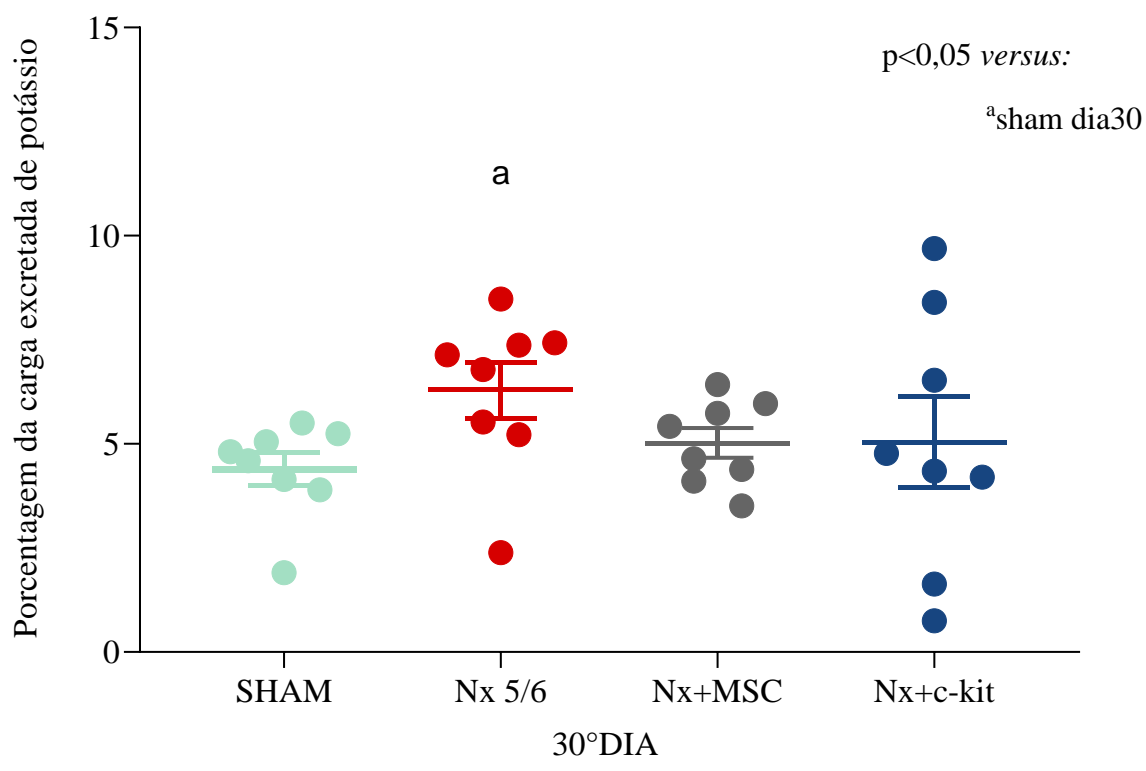 Porcentagem da carga excretada de potássio
15
10
5
0
p<0,05 versus:
ᵃsham dia30
a
SHAM
Nx 5/6
Nx+MSC
Nx+c-kit
30°DIA